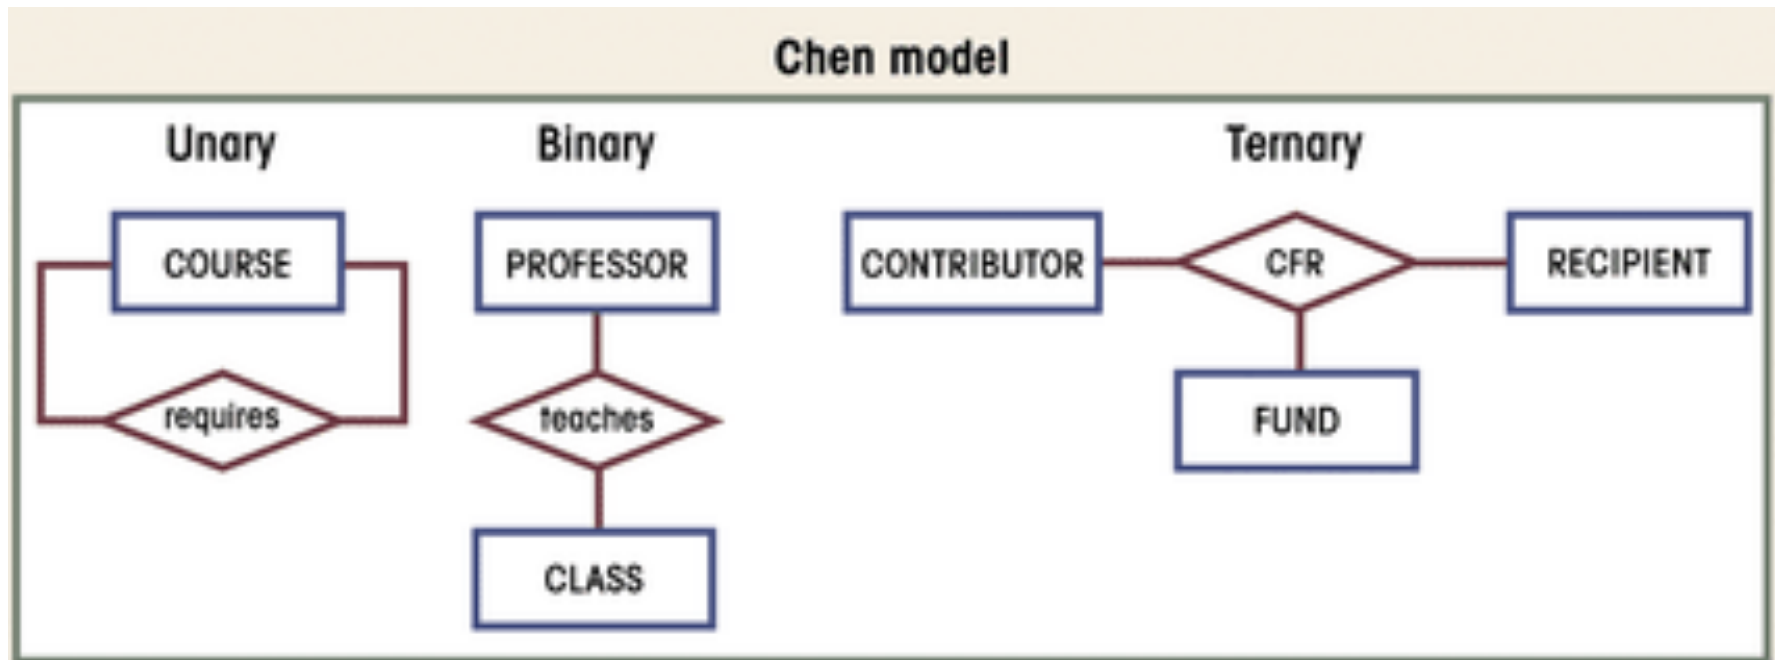 Chen model
Unary
Binary
Ternary
COURSE
requires
PROFESSOR
teaches
CLASS
CONTRIBUTOR
CFR
RECIPIENT
FUND